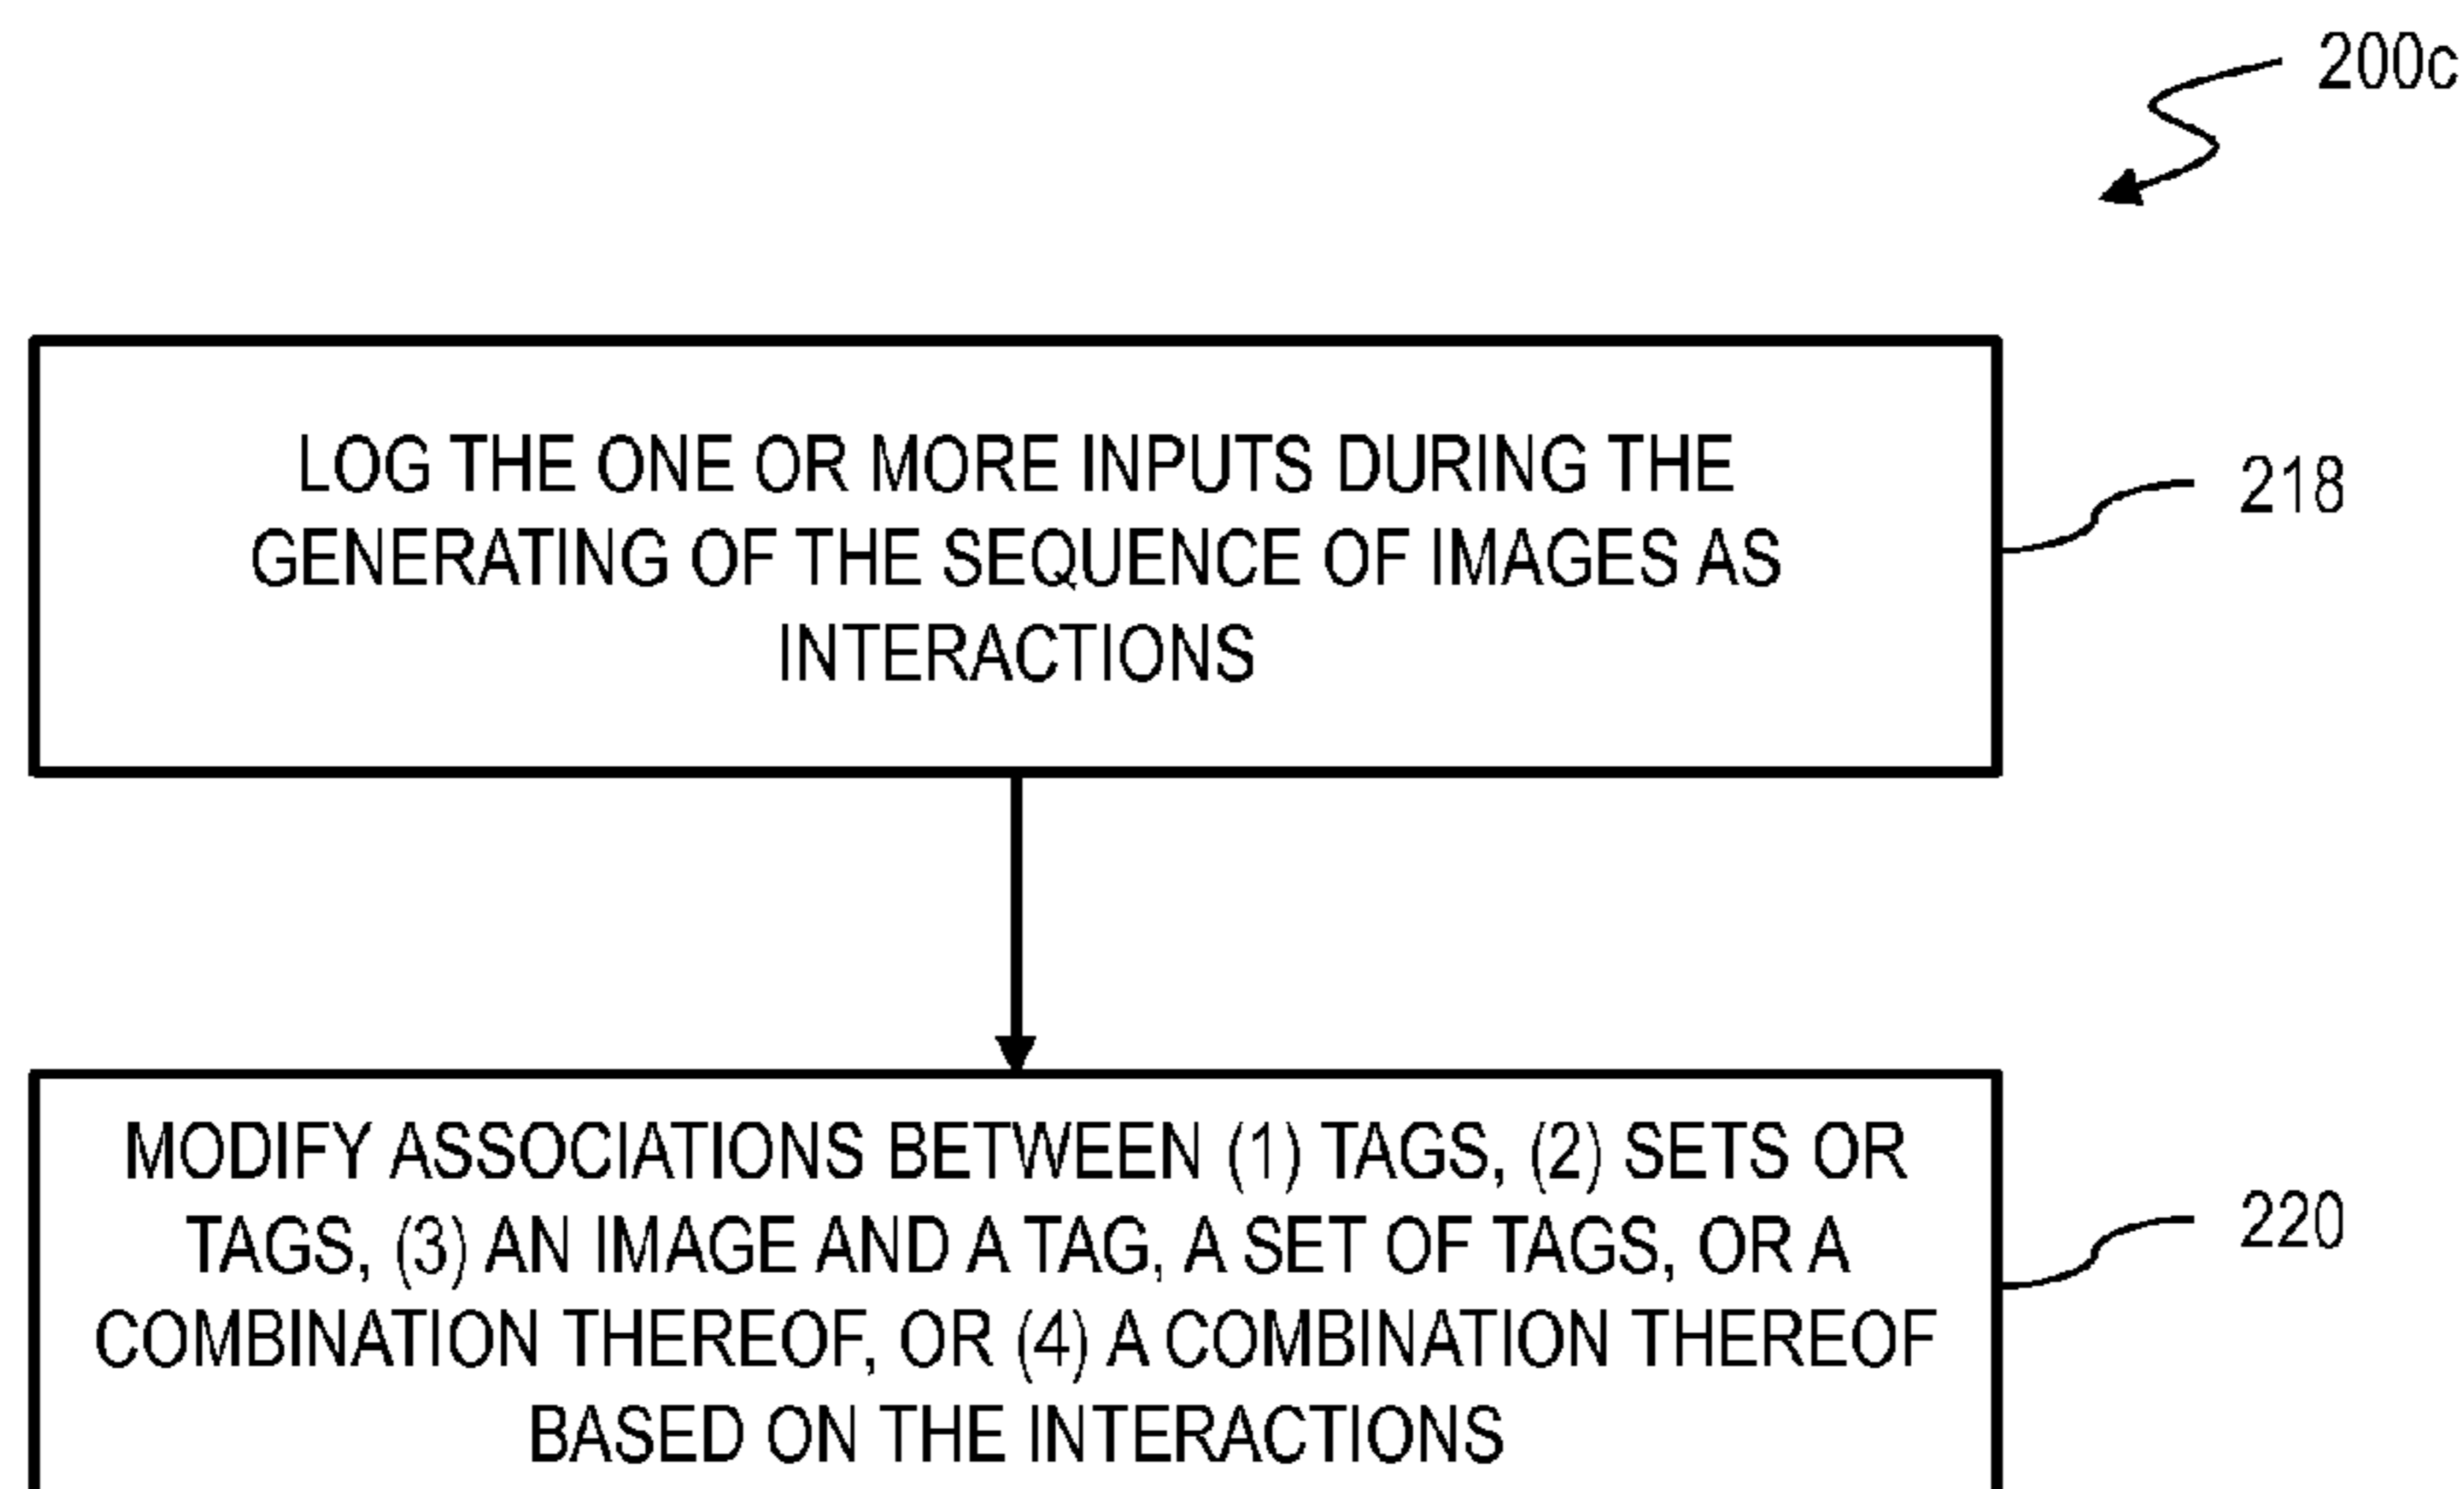 200c
LOG THE ONE OR MORE INPUTS DURING THE
GENERATING OF THE SEQUENCE OF IMAGES AS
INTERACTIONS
218
MODIFY ASSOCIATIONS BETWEEN (1) TAGS, (2) SETS OR
TAGS, (3) AN IMAGE AND A TAG, A SET OF TAGS, OR A
COMBINATION THEREOF, OR (4) A COMBINATION THEREOF
BASED ON THE INTERACTIONS
220